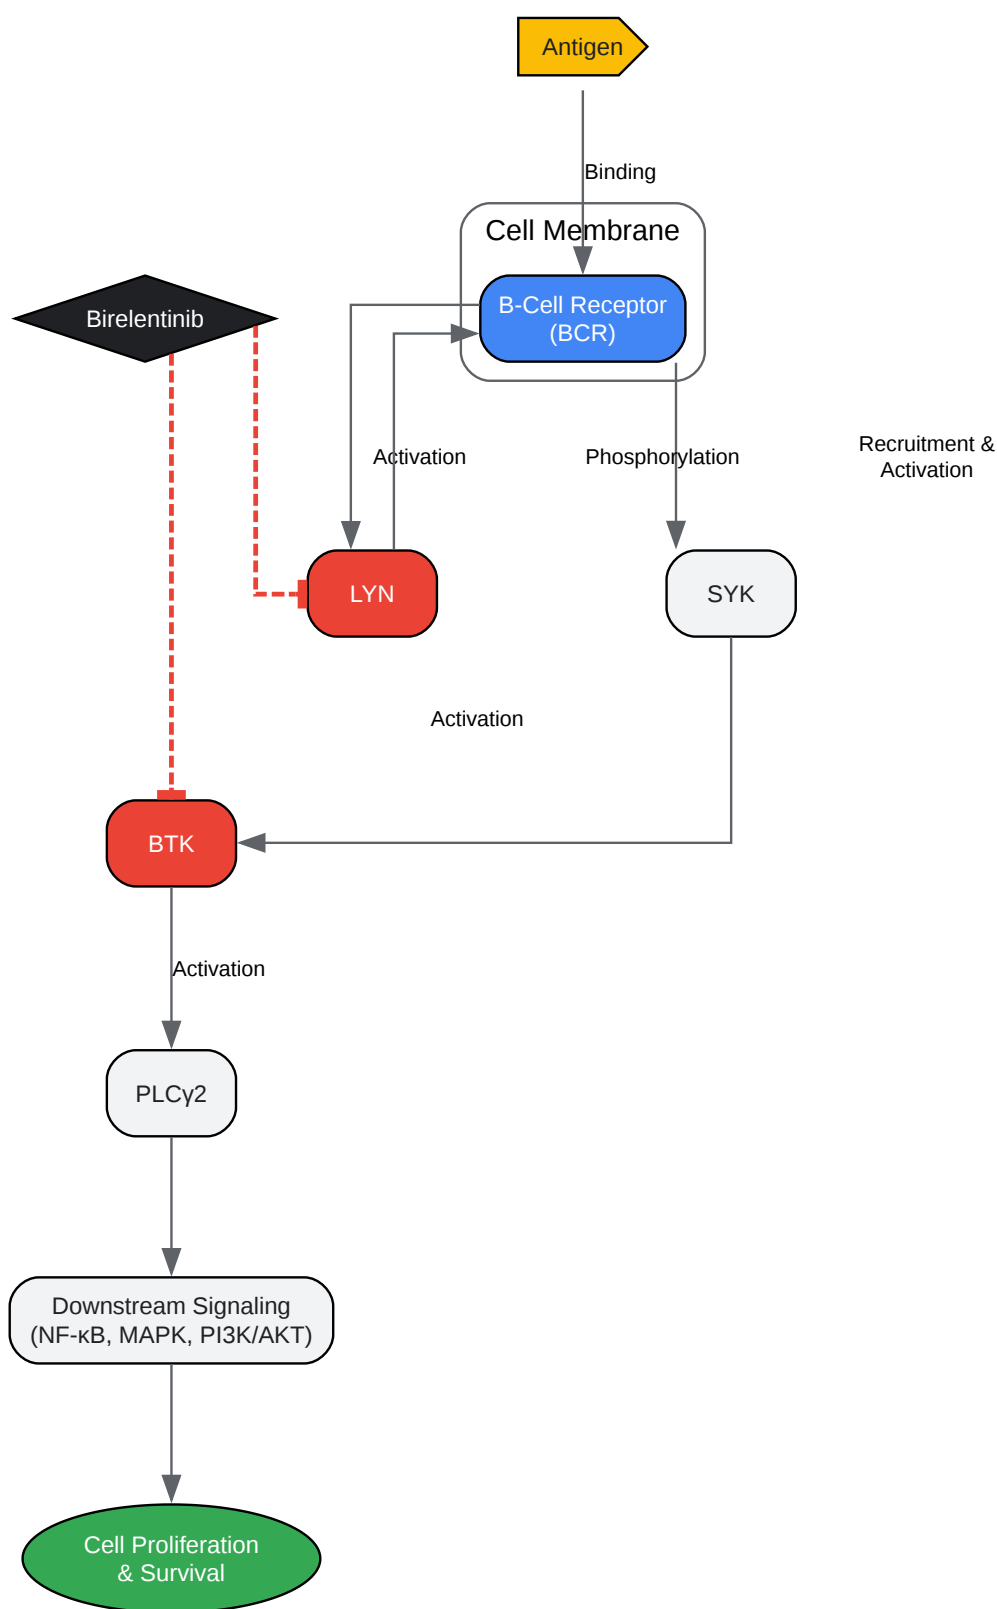 Antigen
Binding
Cell Membrane
B-Cell Receptor
(BCR)
Birelentinib
Activation
Phosphorylation
Recruitment &
Activation
LYN
SYK
Activation
BTK
Activation
PLCγ2
Downstream Signaling
(NF-κB, MAPK, PI3K/AKT)
Cell Proliferation
& Survival